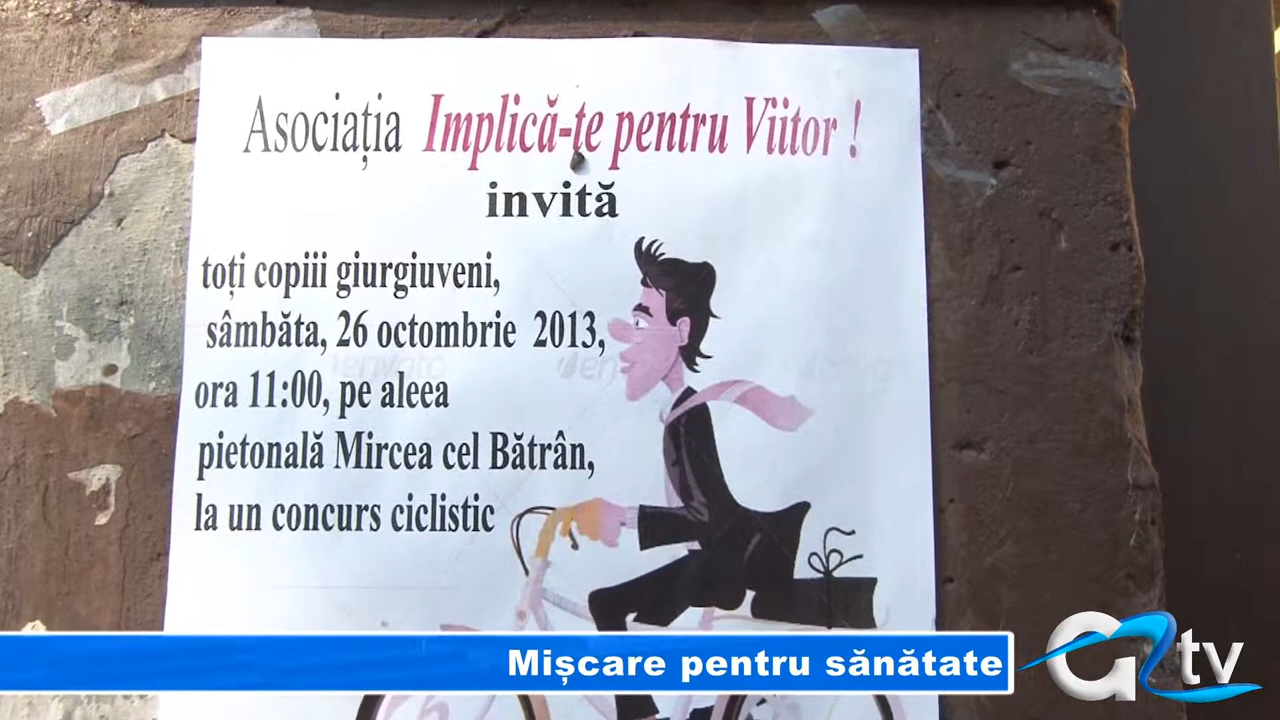 Asociația Implică-te pentru Viitor !
invită
toți copiii giurgiuveni,
sâmbăta, 26 octombrie 2013,
ora 11:00, pe aleea
pietonală Mircea cel Bătrân,
la un concurs ciclistic
Mișcare pentru sănătate
tv